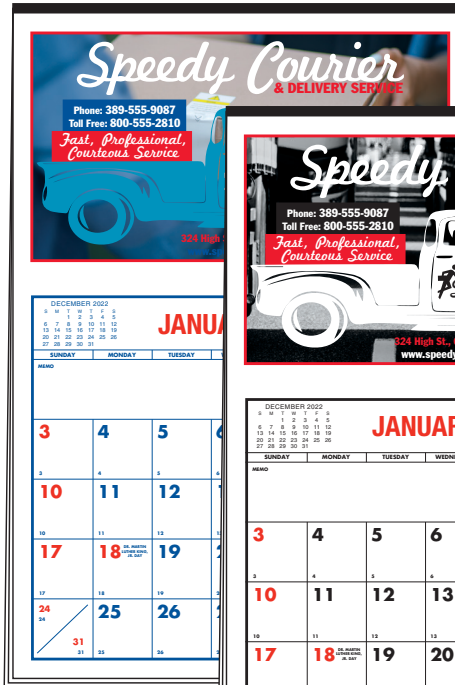 Speedy Courier
& DELIVERY SERVICE
Phone: 389-555-9087
Toll Free: 800-555-2810
Fast, Professional,
Courteous Service
324 High
DECEMBER 2022
S M T W T F S
1 2 3 4 5
6 7 8 9 10 11 12
13 14 15 16 17 18 19
20 21 22 23 24 25 26
27 28 29 30 31
JANUA
SUNDAY MONDAY TUESDAY
MEMO
3 4 5
3 4 5
10 11 12
10 11 12
17 18 DR. MARTIN LUTHER KING, JR. DAY 19
17 18 19
24 25 26
24
31
31 25 26
Speedy
Phone: 389-555-9087
Toll Free: 800-555-2810
Fast, Professional,
Courteous Service
324 High St.,
www.speedy
DECEMBER 2022
S M T W T F S
1 2 3 4 5
6 7 8 9 10 11 12
13 14 15 16 17 18 19
20 21 22 23 24 25 26
27 28 29 30 31
JANUAR
SUNDAY MONDAY TUESDAY WEDNE
MEMO
3 4 5 6
3 4 5 6
10 11 12 13
10 11 12 13
17 18 DR. MARTIN LUTHER KING, JR. DAY 19 20